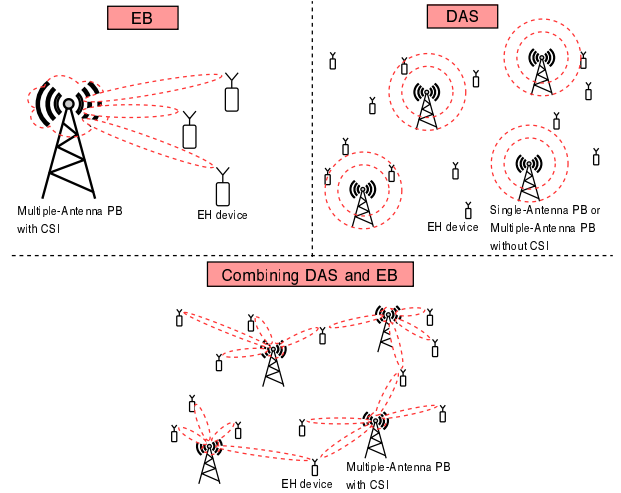 EB
Multiple-Antenna PB
with CSI
EH device
DAS
EH device
Single-Antenna PB or
Multiple-Antenna PB
without CSI
Combining DAS and EB
EH device
Multiple-Antenna PB
with CSI